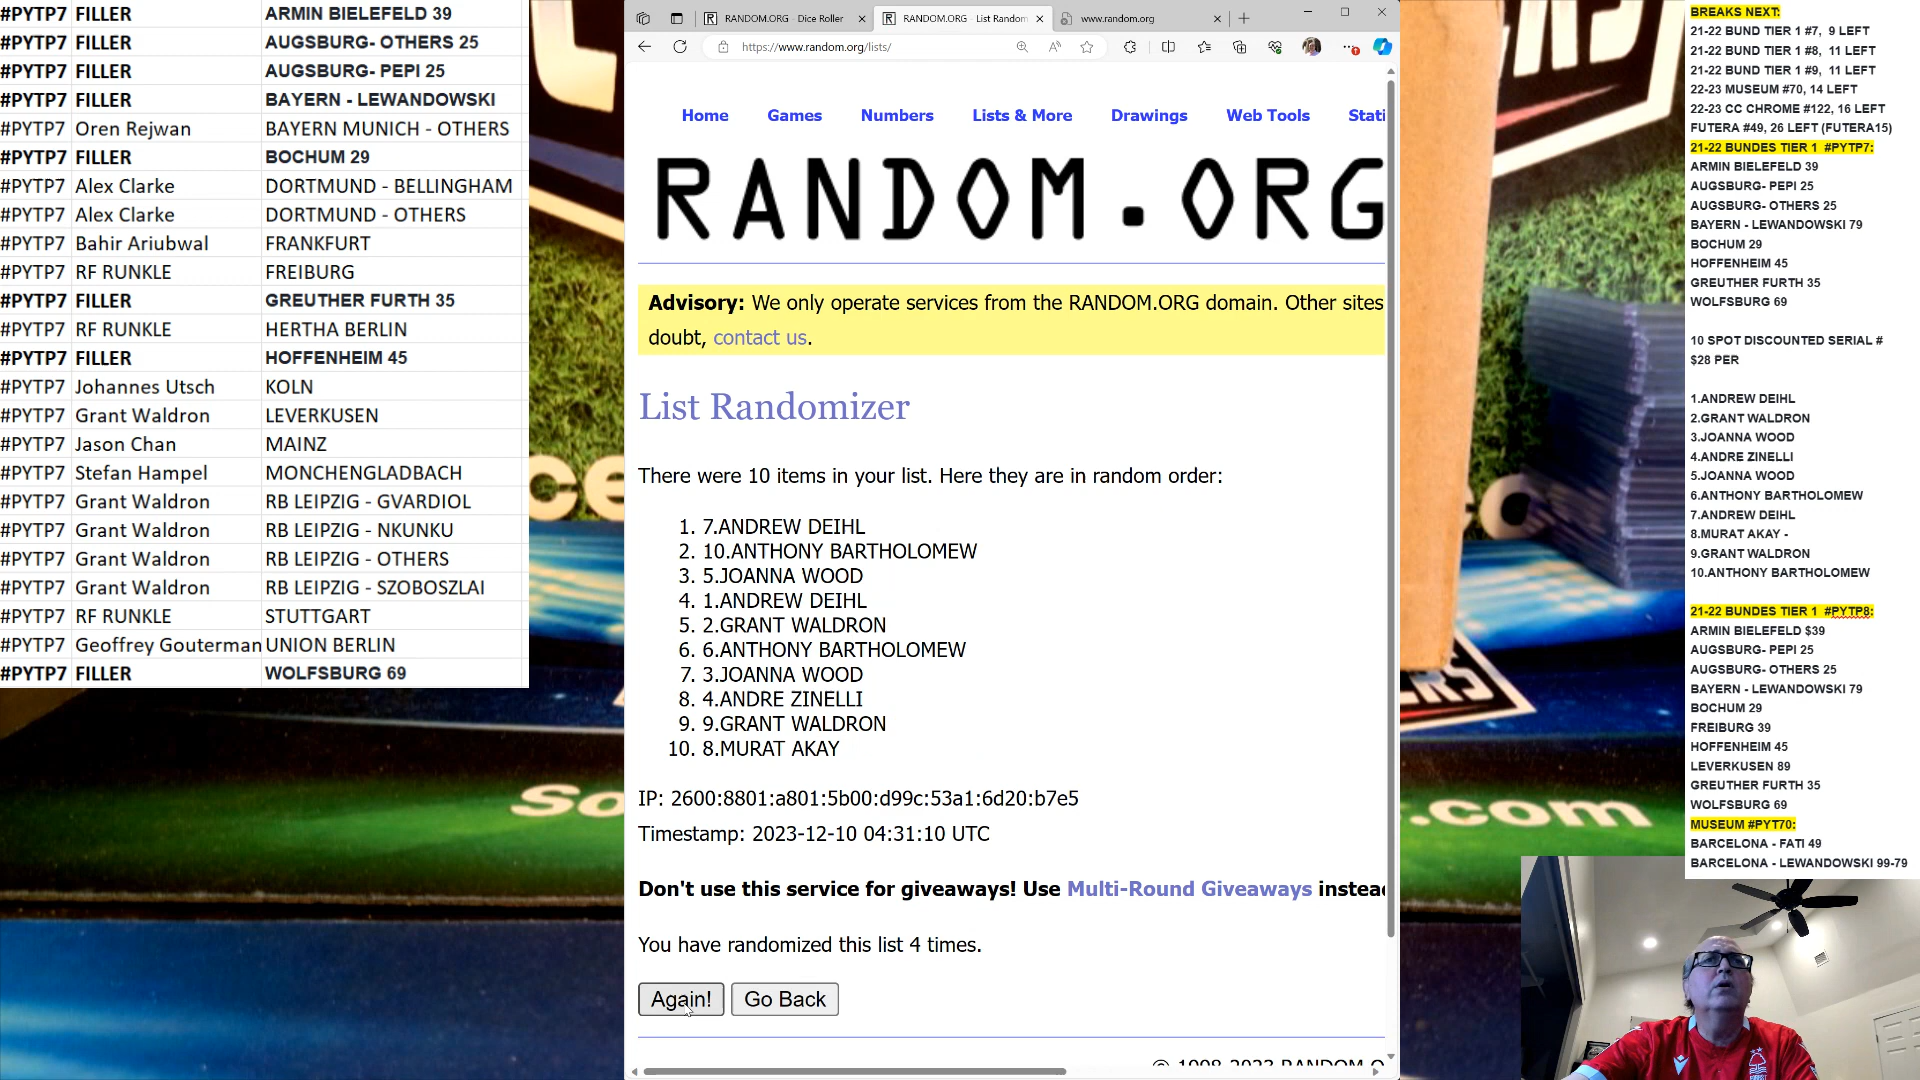 #PYTP7 FILLER ARMIN BIELEFELD 39
#PYTP7 FILLER AUGSBURG- OTHERS 25
#PYTP7 FILLER AUGSBURG- PEPI 25
#PYTP7 FILLER BAYERN - LEWANDOWSKI
#PYTP7 Oren Rejwan BAYERN MUNICH - OTHERS
#PYTP7 FILLER BOCHUM 29
#PYTP7 Alex Clarke DORTMUND - BELLINGHAM
#PYTP7 Alex Clarke DORTMUND - OTHERS
#PYTP7 Bahir Ariubwal FRANKFURT
#PYTP7 RF RUNKLE FREIBURG
#PYTP7 FILLER GREUTHER FURTH 35
#PYTP7 RF RUNKLE HERTHA BERLIN
#PYTP7 FILLER HOFFENHEIM 45
#PYTP7 Johannes Utsch KOLN
#PYTP7 Grant Waldron LEVERKUSEN
#PYTP7 Jason Chan MAINZ
#PYTP7 Stefan Hampel MONCHENGLADBACH
#PYTP7 Grant Waldron RB LEIPZIG - GVARDIOL
#PYTP7 Grant Waldron RB LEIPZIG - NKUNKU
#PYTP7 Grant Waldron RB LEIPZIG - OTHERS
#PYTP7 Grant Waldron RB LEIPZIG - SZOBOSZLAI
#PYTP7 RF RUNKLE STUTTGART
#PYTP7 Geoffrey Gouterman UNION BERLIN
#PYTP7 FILLER WOLFSBURG 69
RANDOM.ORG - Dice Roller
RANDOM.ORG - List Random
www.random.org
https://www.random.org/lists/
Home Games Numbers Lists & More Drawings Web Tools Stati
RANDOM.ORG
Advisory: We only operate services from the RANDOM.ORG domain. Other sites
doubt, contact us.
List Randomizer
There were 10 items in your list. Here they are in random order:
1. 7.ANDREW DEIHL
2. 10.ANTHONY BARTHOLOMEW
3. 5.JOANNA WOOD
4. 1.ANDREW DEIHL
5. 2.GRANT WALDRON
6. 6.ANTHONY BARTHOLOMEW
7. 3.JOANNA WOOD
8. 4.ANDRE ZINELLI
9. 9.GRANT WALDRON
10. 8.MURAT AKAY
IP: 2600:8801:a801:5b00:d99c:53a1:6d20:b7e5
Timestamp: 2023-12-10 04:31:10 UTC
Don't use this service for giveaways! Use Multi-Round Giveaways instea
You have randomized this list 4 times.
Again! Go Back
BREAKS NEXT:
21-22 BUND TIER 1 #7, 9 LEFT
21-22 BUND TIER 1 #8, 11 LEFT
21-22 BUND TIER 1 #9, 11 LEFT
22-23 MUSEUM #70, 14 LEFT
22-23 CC CHROME #122, 16 LEFT
FUTERA #49, 26 LEFT (FUTERA15)
21-22 BUNDES TIER 1 #PYTP7:
ARMIN BIELEFELD 39
AUGSBURG- PEPI 25
AUGSBURG- OTHERS 25
BAYERN - LEWANDOWSKI 79
BOCHUM 29
HOFFENHEIM 45
GREUTHER FURTH 35
WOLFSBURG 69
10 SPOT DISCOUNTED SERIAL #
$28 PER
1.ANDREW DEIHL
2.GRANT WALDRON
3.JOANNA WOOD
4.ANDRE ZINELLI
5.JOANNA WOOD
6.ANTHONY BARTHOLOMEW
7.ANDREW DEIHL
8.MURAT AKAY -
9.GRANT WALDRON
10.ANTHONY BARTHOLOMEW
21-22 BUNDES TIER 1 #PYTP8:
ARMIN BIELEFELD $39
AUGSBURG- PEPI 25
AUGSBURG- OTHERS 25
BAYERN - LEWANDOWSKI 79
BOCHUM 29
FREIBURG 39
HOFFENHEIM 45
LEVERKUSEN 89
GREUTHER FURTH 35
WOLFSBURG 69
MUSEUM #PYT70:
BARCELONA - FATI 49
BARCELONA - LEWANDOWSKI 99-79
So
.com